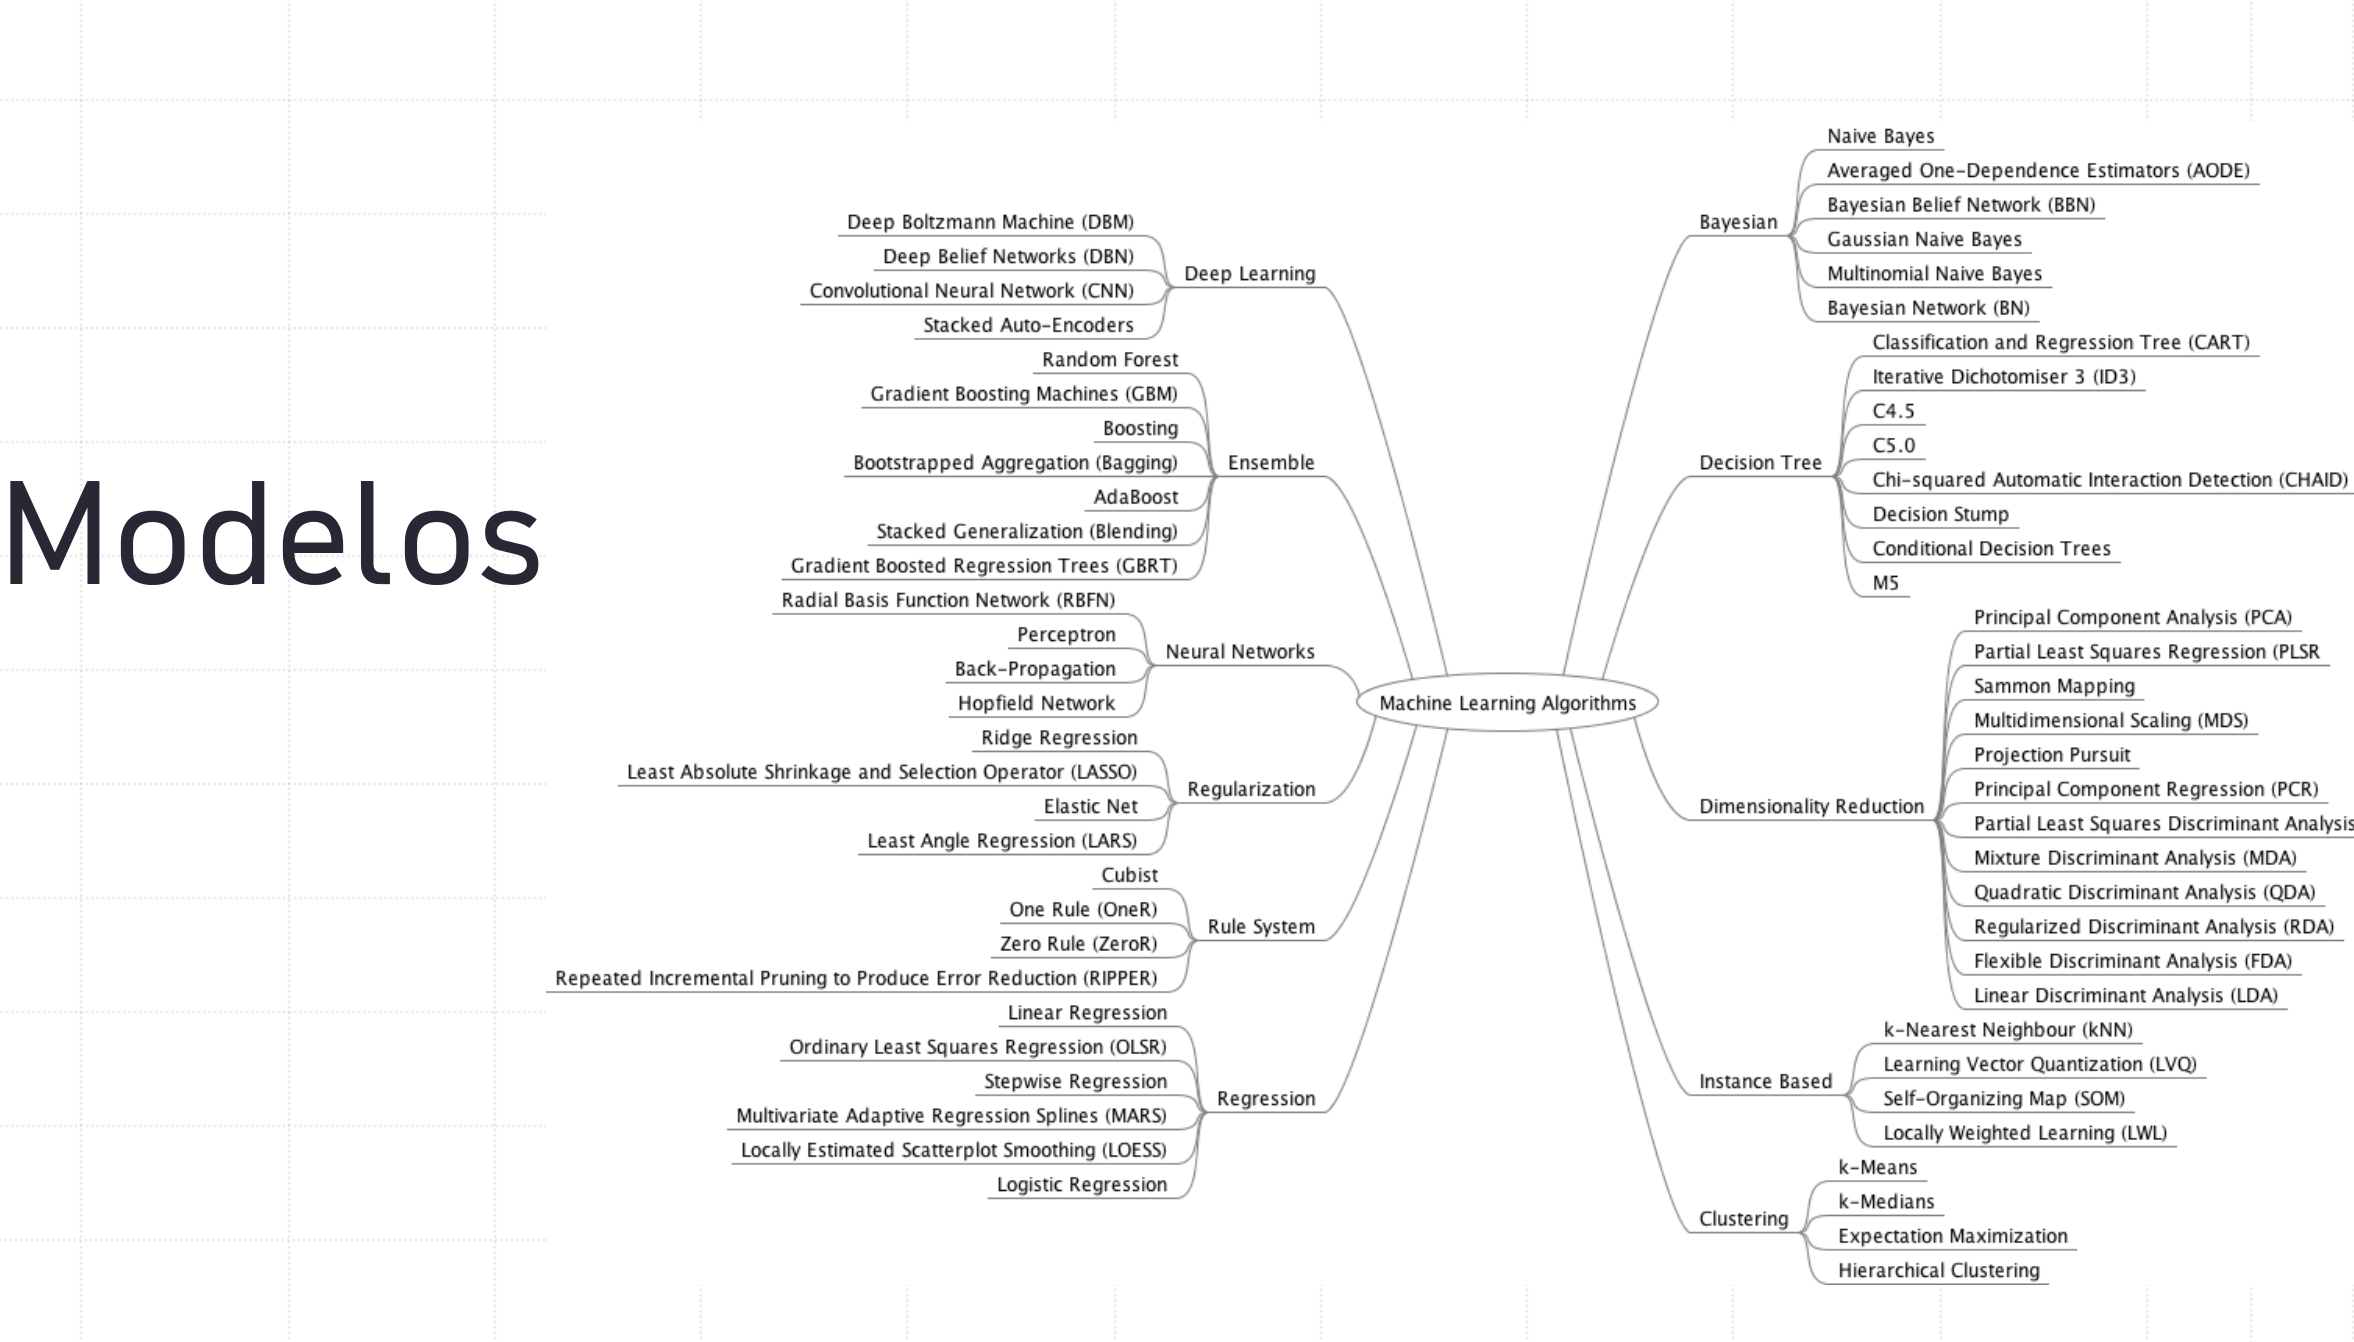 Modelos
Machine Learning Algorithms
Deep Learning
Deep Boltzmann Machine (DBM)
Deep Belief Networks (DBN)
Convolutional Neural Network (CNN)
Stacked Auto-Encoders
Ensemble
Random Forest
Gradient Boosting Machines (GBM)
Boosting
Bootstrapped Aggregation (Bagging)
AdaBoost
Stacked Generalization (Blending)
Gradient Boosted Regression Trees (GBRT)
Neural Networks
Radial Basis Function Network (RBFN)
Perceptron
Back-Propagation
Hopfield Network
Regularization
Ridge Regression
Least Absolute Shrinkage and Selection Operator (LASSO)
Elastic Net
Least Angle Regression (LARS)
Rule System
Cubist
One Rule (OneR)
Zero Rule (ZeroR)
Repeated Incremental Pruning to Produce Error Reduction (RIPPER)
Regression
Linear Regression
Ordinary Least Squares Regression (OLSR)
Stepwise Regression
Multivariate Adaptive Regression Splines (MARS)
Locally Estimated Scatterplot Smoothing (LOESS)
Logistic Regression
Bayesian
Naive Bayes
Averaged One-Dependence Estimators (AODE)
Bayesian Belief Network (BBN)
Gaussian Naive Bayes
Multinomial Naive Bayes
Bayesian Network (BN)
Decision Tree
Classification and Regression Tree (CART)
Iterative Dichotomiser 3 (ID3)
C4.5
C5.0
Chi-squared Automatic Interaction Detection (CHAID)
Decision Stump
Conditional Decision Trees
M5
Dimensionality Reduction
Principal Component Analysis (PCA)
Partial Least Squares Regression (PLSR
Sammon Mapping
Multidimensional Scaling (MDS)
Projection Pursuit
Principal Component Regression (PCR)
Partial Least Squares Discriminant Analysis
Mixture Discriminant Analysis (MDA)
Quadratic Discriminant Analysis (QDA)
Regularized Discriminant Analysis (RDA)
Flexible Discriminant Analysis (FDA)
Linear Discriminant Analysis (LDA)
Instance Based
k-Nearest Neighbour (kNN)
Learning Vector Quantization (LVQ)
Self-Organizing Map (SOM)
Locally Weighted Learning (LWL)
Clustering
k-Means
k-Medians
Expectation Maximization
Hierarchical Clustering